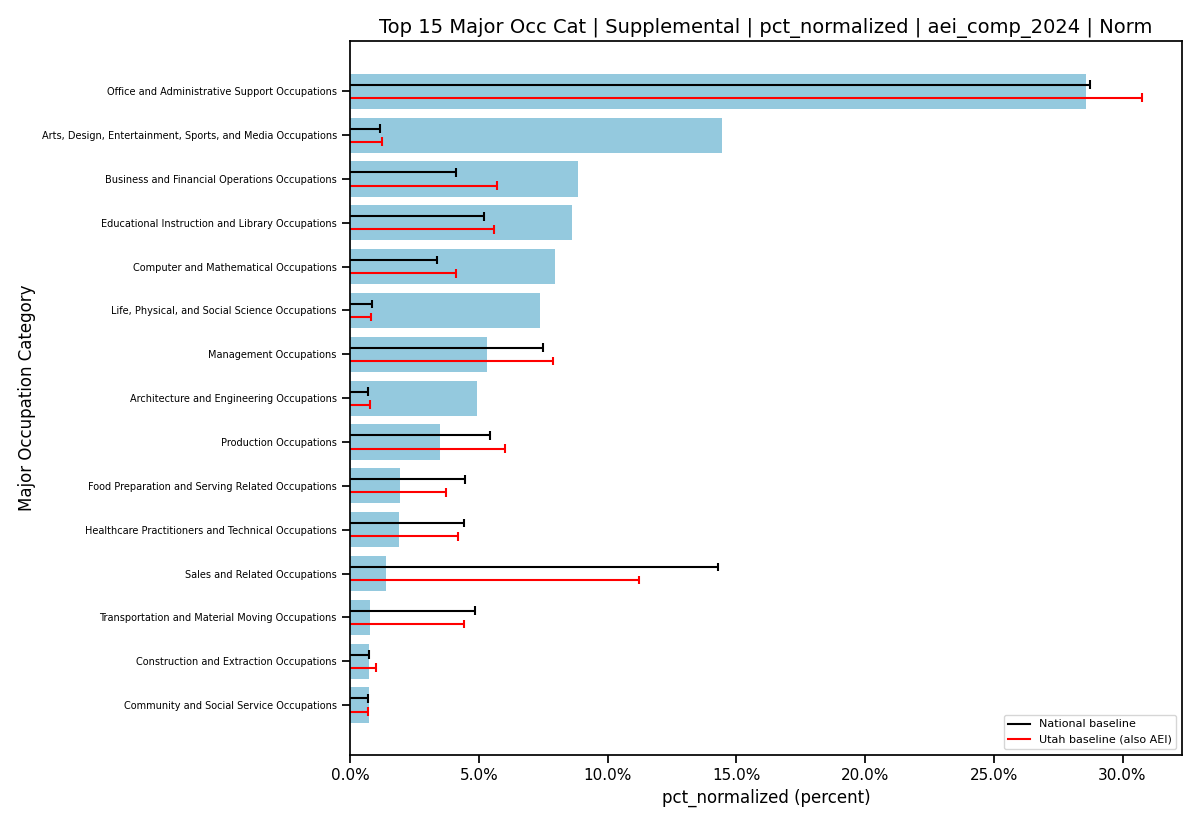 Top 15 Major Occ Cat | Supplemental | pct_normalized | aei_comp_2024 | Norm
Major Occupation Category
Office and Administrative Support Occupations
Arts, Design, Entertainment, Sports, and Media Occupations
Business and Financial Operations Occupations
Educational Instruction and Library Occupations
Computer and Mathematical Occupations
Life, Physical, and Social Science Occupations
Management Occupations
Architecture and Engineering Occupations
Production Occupations
Food Preparation and Serving Related Occupations
Healthcare Practitioners and Technical Occupations
Sales and Related Occupations
Transportation and Material Moving Occupations
Construction and Extraction Occupations
Community and Social Service Occupations
National baseline
Utah baseline (also AEI)
0.0% 5.0% 10.0% 15.0% 20.0% 25.0% 30.0%
pct_normalized (percent)